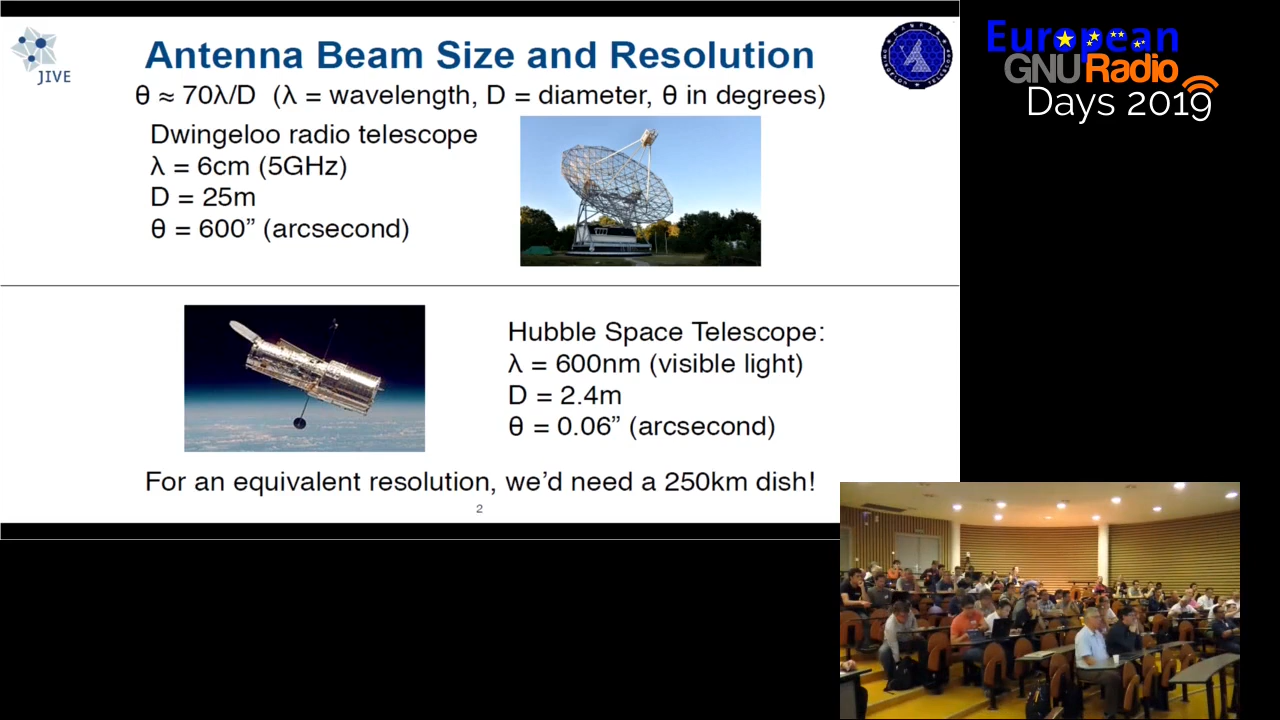 JIVE
Antenna Beam Size and Resolution
θ ≈ 70λ/D (λ = wavelength, D = diameter, θ in degrees)
Dwingeloo radio telescope
λ = 6cm (5GHz)
D = 25m
θ = 600” (arcsecond)
Hubble Space Telescope:
λ = 600nm (visible light)
D = 2.4m
θ = 0.06” (arcsecond)
For an equivalent resolution, we’d need a 250km dish!
2
European
GNURadio
Days 2019